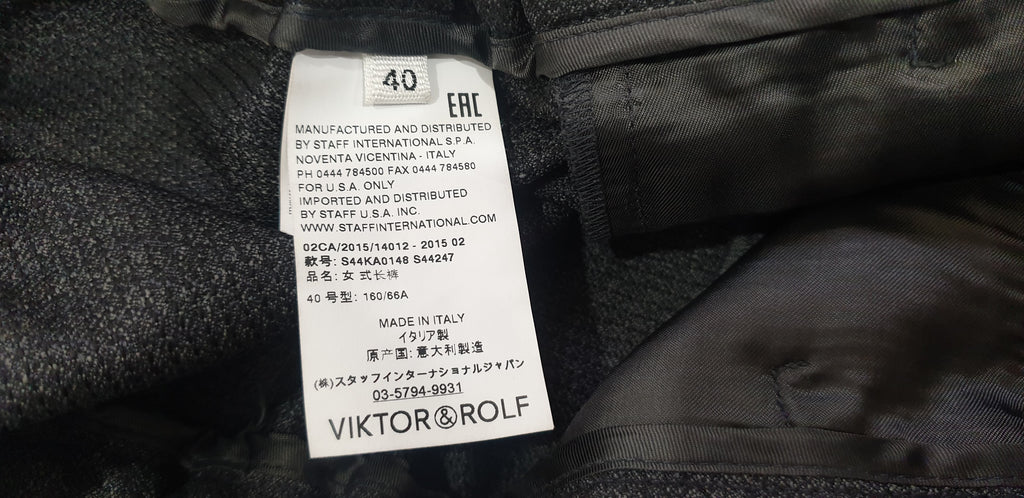 40
EAC
MANUFACTURED AND DISTRIBUTED
BY STAFF INTERNATIONAL S.P.A.
NOVENTA VICENTINA - ITALY
PH 0444 784500 FAX 0444 784580
FOR U.S.A. ONLY
IMPORTED AND DISTRIBUTED
BY STAFF U.S.A. INC.
WWW.STAFFINTERNATIONAL.COM
02CA/2015/14012 - 2015 02
款号: S44KA0148 S44247
品名: 女 式长裤
40 号型: 160/66A
MADE IN ITALY
イタリア製
原产国: 意大利製造
(株)スタッフインターナショナルジャパン
03-5794-9931
VIKTOR&ROLF